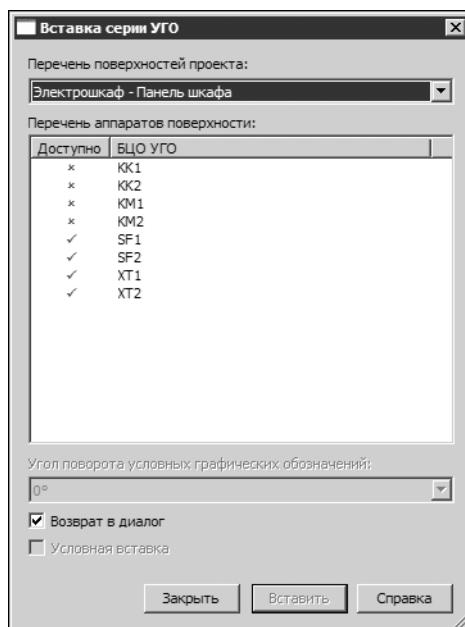 Вставка серии УГО
Перечень поверхностей проекта:
Электрошкаф - Панель шкафа
Перечень аппаратов поверхности:
Доступно БЦО УГО
× KK1
× KK2
× KM1
× KM2
✓ SF1
✓ SF2
✓ XT1
✓ XT2
Угол поворота условных графических обозначений:
0°
Возврат в диалог
Условная вставка
Закрыть Вставить Справка